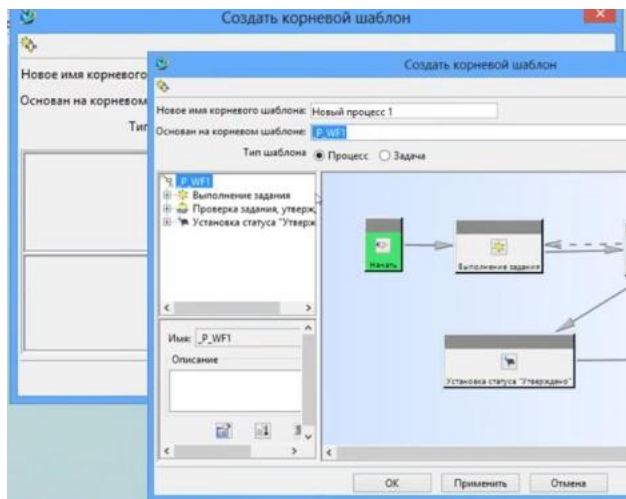 Создать корневой шаблон
Новое имя корневого
Основан на корневом
Тип
Создать корневой шаблон
Новое имя корневого шаблона: Новый процесс 1
Основан на корневом шаблоне: _P_WF1
Тип шаблона Процесс Задача
_P_WF1
Выполнение задания
Проверка задания, утверж
Установка статуса "Утверж
Начать
Выполнение задания
Установка статуса "Утверждено"
Имя: _P_WF1
Описание
ОК Применить Отмена